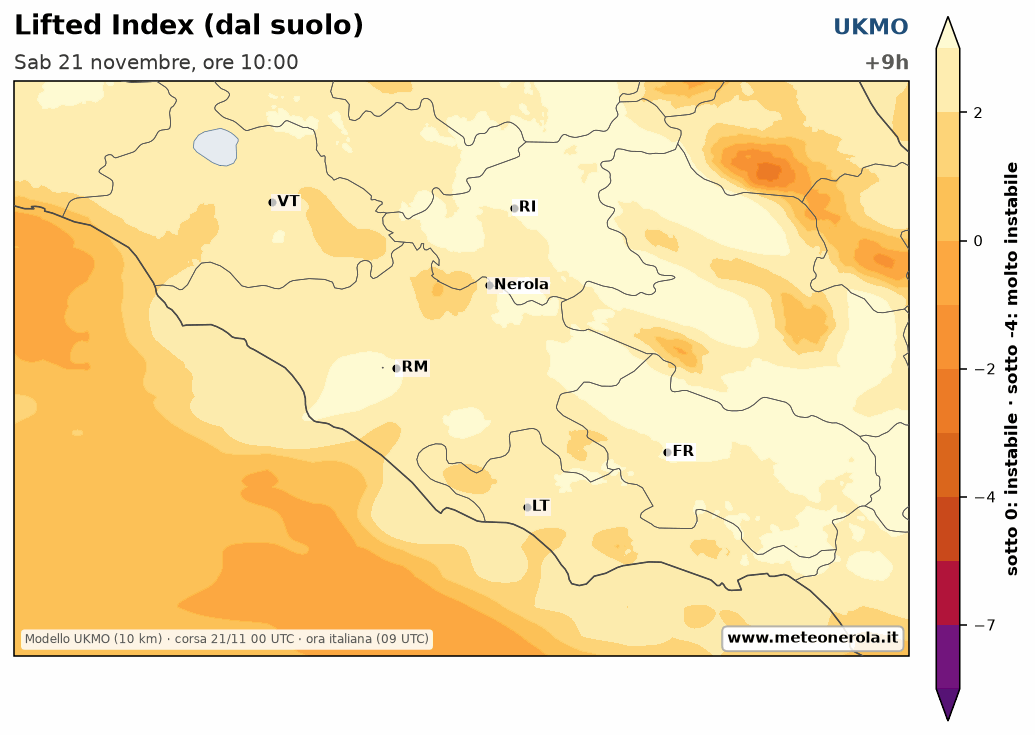 Lifted Index (dal suolo)
UKMO
Sab 21 novembre, ore 10:00
+9h
VT
RI
Nerola
RM
FR
LT
Modello UKMO (10 km) · corsa 21/11 00 UTC · ora italiana (09 UTC)
www.meteonerola.it
2
0
−2
−4
−7
sotto 0: instabile · sotto -4: molto instabile